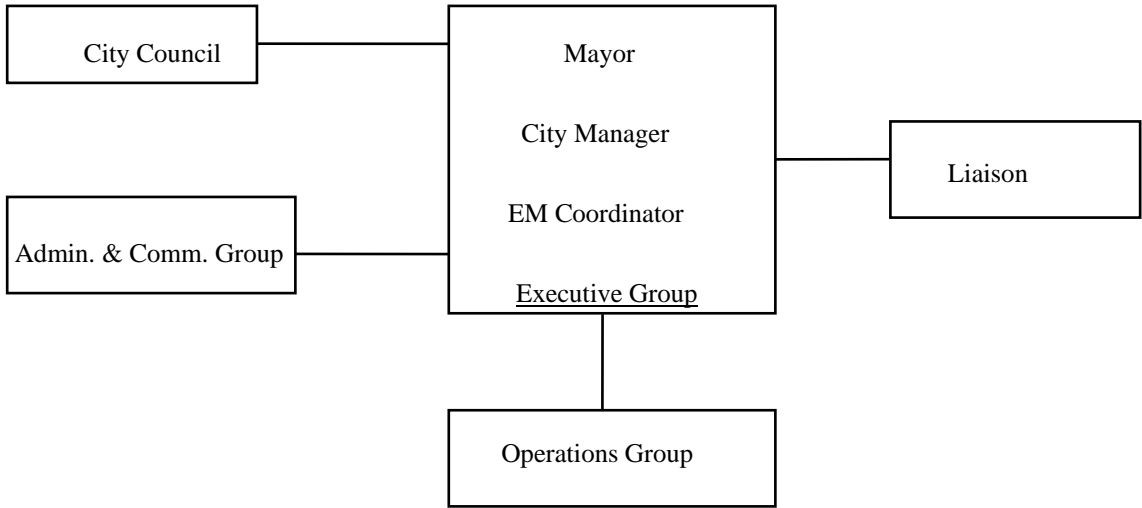 City Council
Mayor
City Manager
EM Coordinator
Executive Group
Admin. & Comm. Group
Liaison
Operations Group